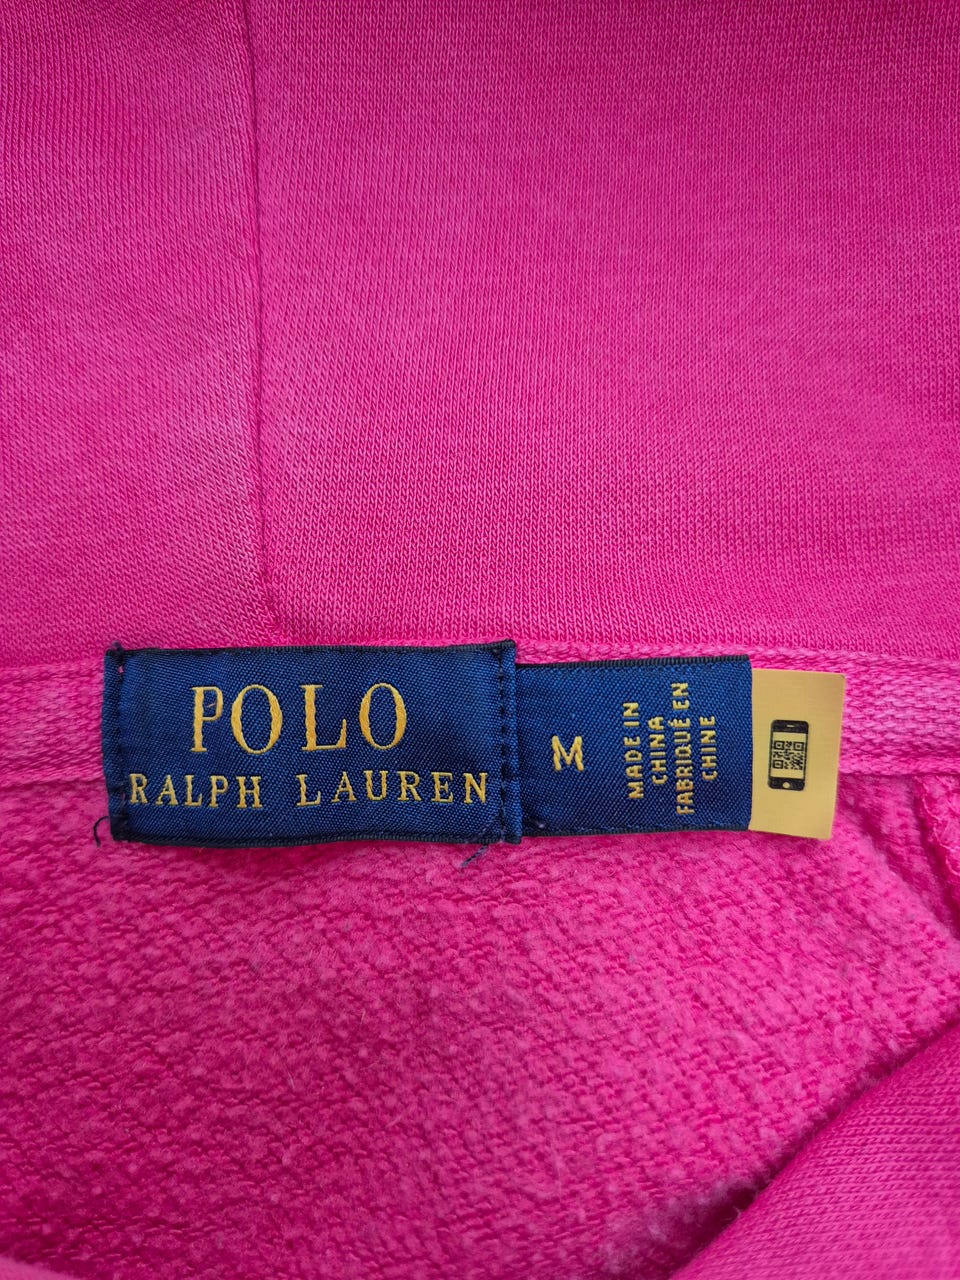 POLO
RALPH LAUREN
M
MADE IN
CHINA
FABRIQUÉ EN
CHINE